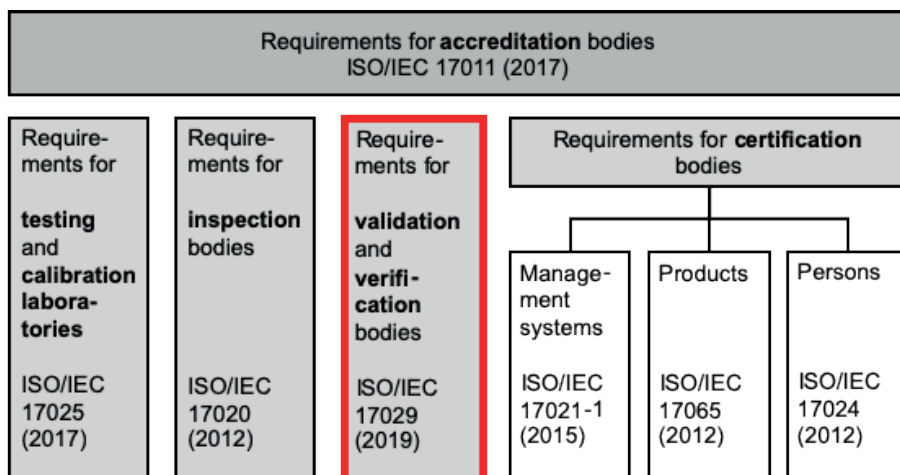 Requirements for accreditation bodies
ISO/IEC 17011 (2017)
Require-
ments for
testing
and
calibration
labora-
tories
ISO/IEC
17025
(2017)
Require-
ments for
inspection
bodies
ISO/IEC
17020
(2012)
Require-
ments for
validation
and
verifi-
cation
bodies
ISO/IEC
17029
(2019)
Requirements for certification
bodies
Manage-
ment
systems
ISO/IEC
17021-1
(2015)
Products
ISO/IEC
17065
(2012)
Persons
ISO/IEC
17024
(2012)